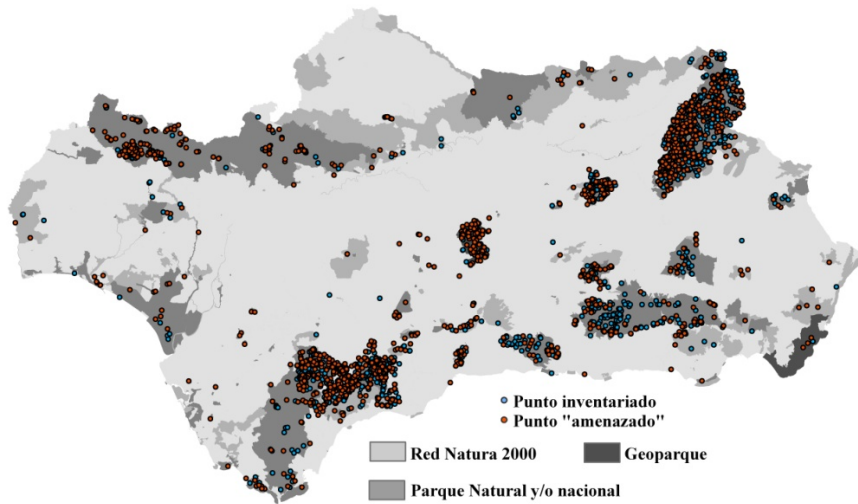 Punto inventariado
Punto "amenazado"
Red Natura 2000
Geoparque
Parque Natural y/o nacional